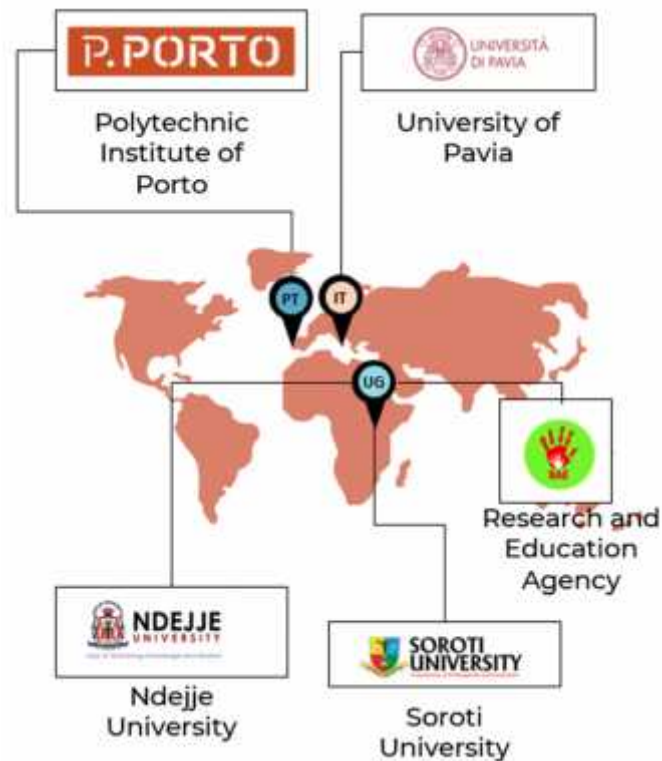 P.PORTO
Polytechnic
Institute of
Porto
UNIVERSITÀ
DI PAVIA
University of
Pavia
PT
IT
UG
Research and
Education
Agency
NDEJJE
UNIVERSITY
Ndejje
University
SOROTI
UNIVERSITY
Soroti
University